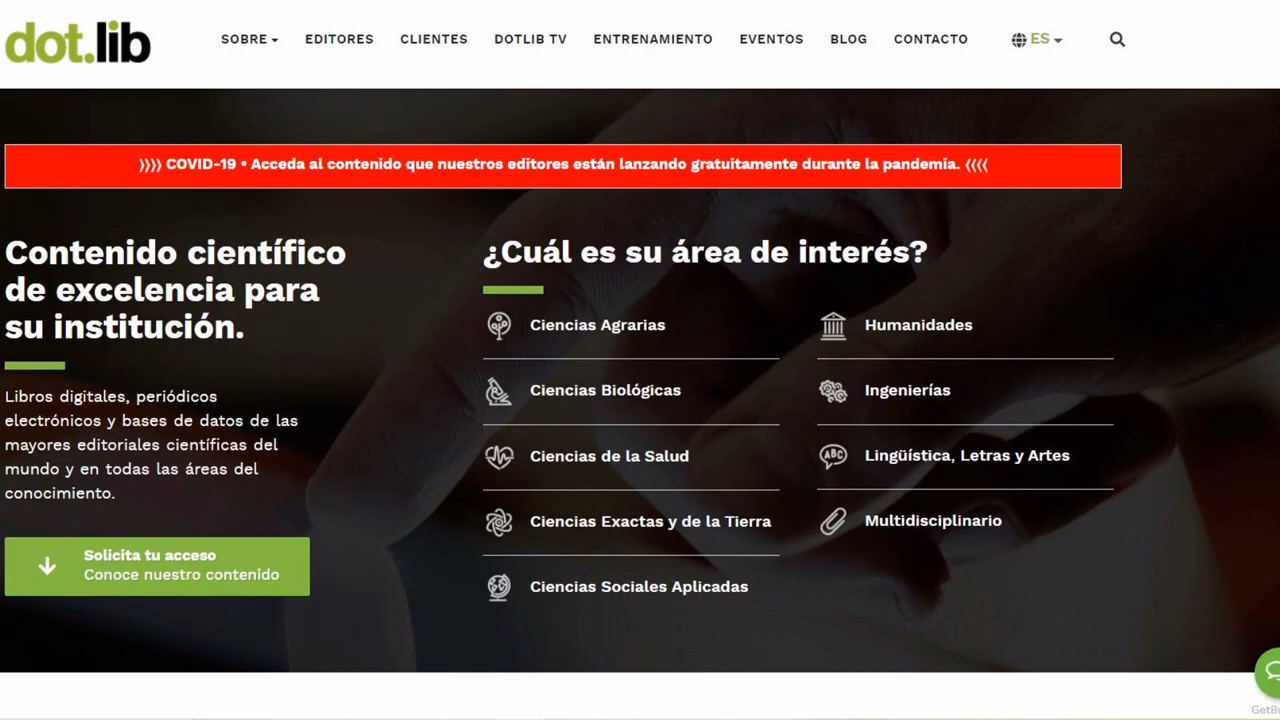 dot.lib
SOBRE
EDITORES
CLIENTES
DOTLIB TV
ENTRENAMIENTO
EVENTOS
BLOG
CONTACTO
ES
⟩⟩⟩⟩ COVID-19 • Acceda al contenido que nuestros editores están lanzando gratuitamente durante la pandemia. ⟨⟨⟨⟨
Contenido científico
de excelencia para
su institución.
Libros digitales, periódicos
electrónicos y bases de datos de las
mayores editoriales científicas del
mundo y en todas las áreas del
conocimiento.
Solicita tu acceso
Conoce nuestro contenido
¿Cuál es su área de interés?
Ciencias Agrarias
Ciencias Biológicas
Ciencias de la Salud
Ciencias Exactas y de la Tierra
Ciencias Sociales Aplicadas
Humanidades
Ingenierías
ABC
Lingüística, Letras y Artes
Multidisciplinario